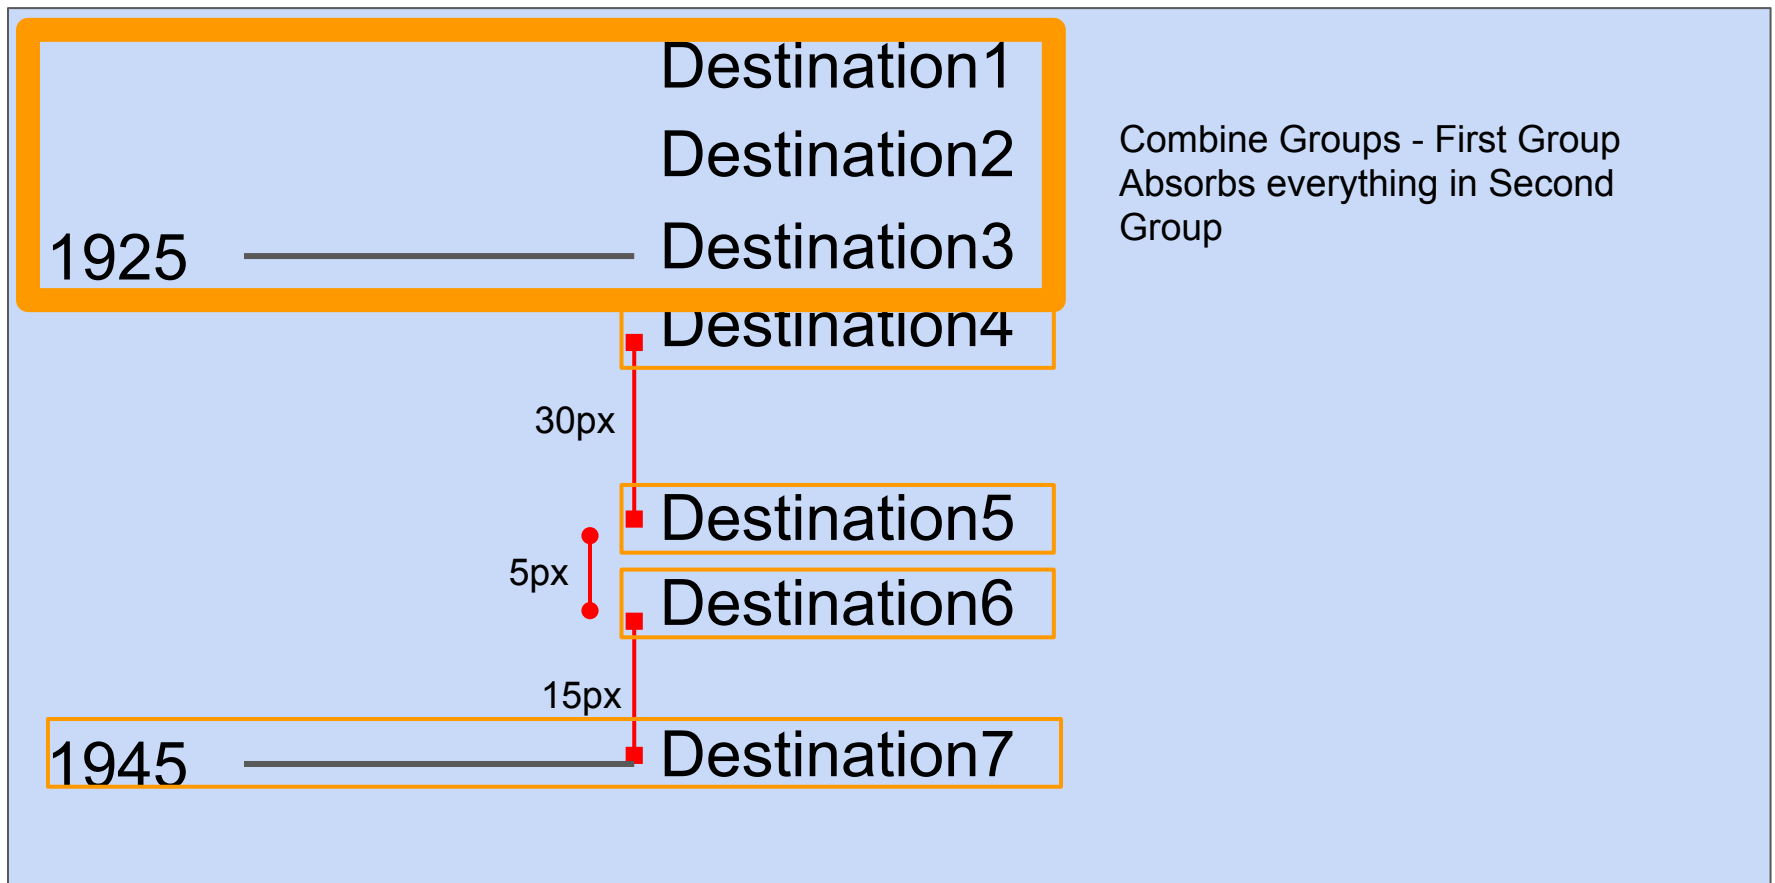 Destination1
Destination2
1925 Destination3
Destination4
30px
Destination5
5px
Destination6
15px
1945 Destination7
Combine Groups - First Group
Absorbs everything in Second
Group